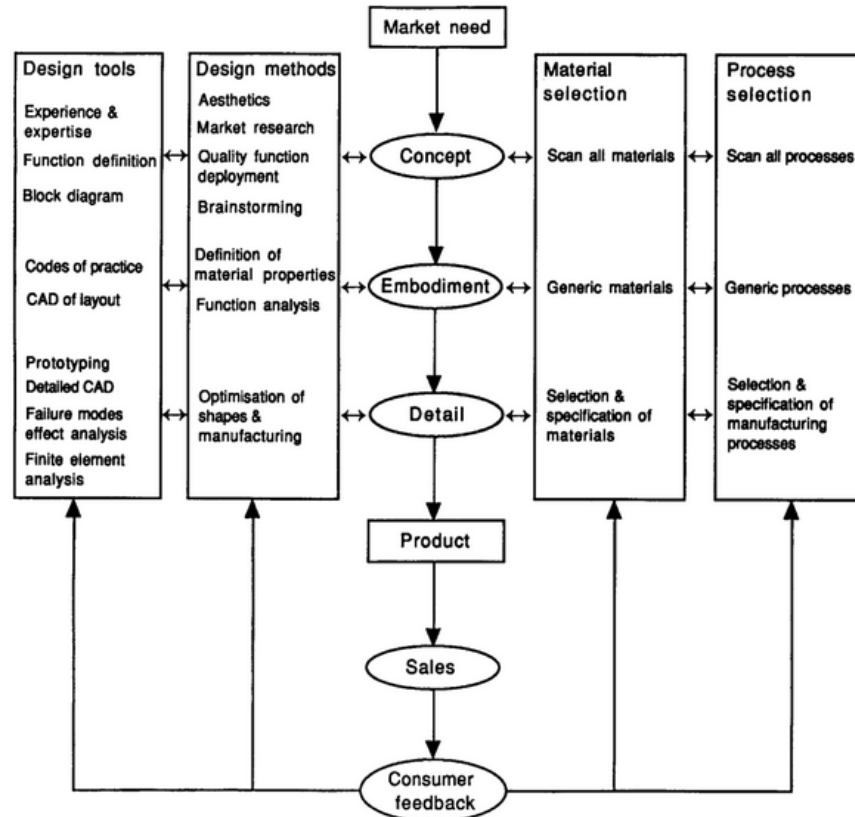 Market need
Design tools
Experience &
expertise
Function definition
Block diagram
Codes of practice
CAD of layout
Prototyping
Detailed CAD
Failure modes
effect analysis
Finite element
analysis
Design methods
Aesthetics
Market research
Quality function
deployment
Brainstorming
Definition of
material properties
Function analysis
Optimisation of
shapes &
manufacturing
Concept
Embodiment
Detail
Product
Sales
Consumer
feedback
Material
selection
Scan all materials
Generic materials
Selection &
specification of
materials
Process
selection
Scan all processes
Generic processes
Selection &
specification of
manufacturing
processes